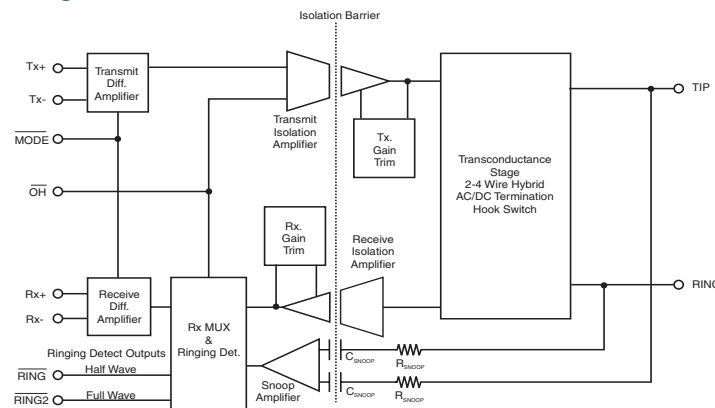 Isolation Barrier
Tx+
Tx-
Transmit
Diff.
Amplifier
MODE
OH
Transmit
Isolation
Amplifier
Tx.
Gain
Trim
Transconductance
Stage
2-4 Wire Hybrid
AC/DC Termination
Hook Switch
TIP
RING
Rx.
Gain
Trim
Receive
Isolation
Amplifier
Rx+
Rx-
Receive
Diff.
Amplifier
Rx MUX
&
Ringing Det.
Ringing Detect Outputs
RING
Half Wave
RING2
Full Wave
Snoop
Amplifier
CSNOOP
RSNOOP
CSNOOP
RSNOOP